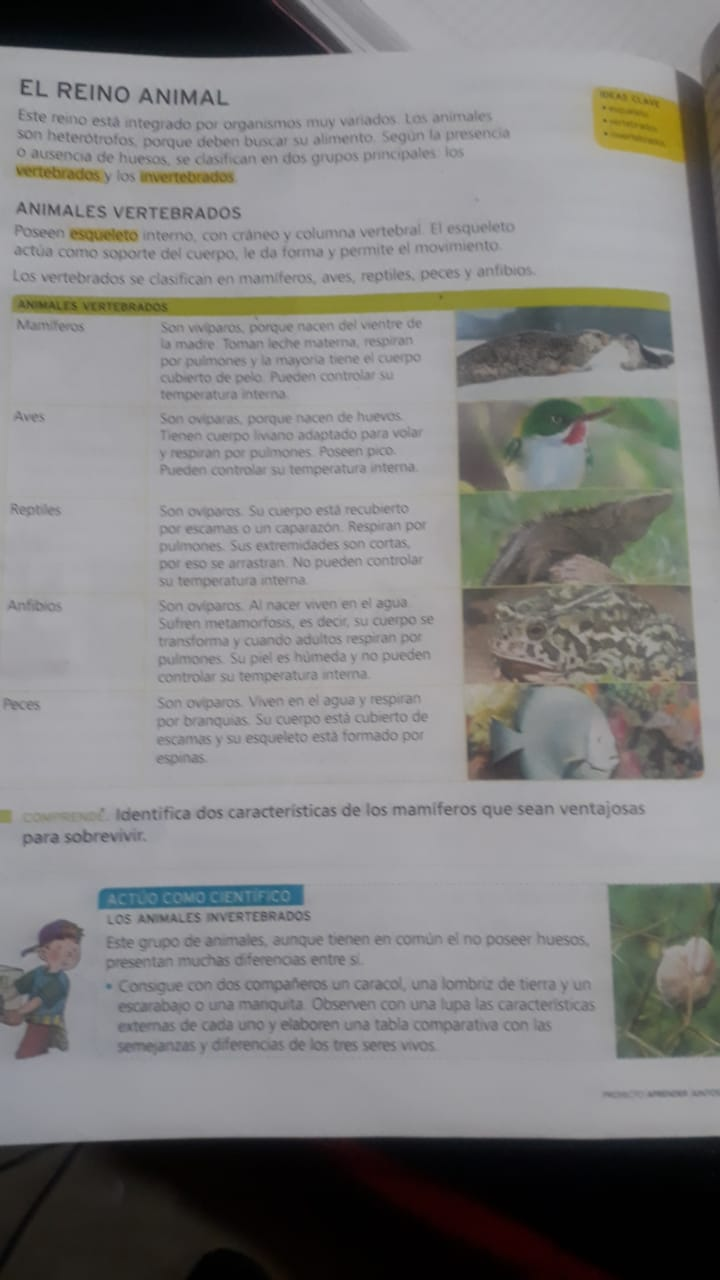 EL REINO ANIMAL
Este reino está integrado por organismos muy variados. Los animales
son heterótrofos, porque deben buscar su alimento. Según la presencia
o ausencia de huesos, se clasifican en dos grupos principales: los
vertebrados y los invertebrados.
IDEAS CLAVE
• esqueleto
• vertebrados
• invertebrados
ANIMALES VERTEBRADOS
Poseen esqueleto interno, con cráneo y columna vertebral. El esqueleto
actúa como soporte del cuerpo, le da forma y permite el movimiento.
Los vertebrados se clasifican en mamíferos, aves, reptiles, peces y anfibios.
ANIMALES VERTEBRADOS
Mamíferos
Son vivíparos, porque nacen del vientre de
la madre. Toman leche materna, respiran
por pulmones y la mayoría tiene el cuerpo
cubierto de pelo. Pueden controlar su
temperatura interna.
Aves
Son ovíparas, porque nacen de huevos.
Tienen cuerpo liviano adaptado para volar
y respiran por pulmones. Poseen pico.
Pueden controlar su temperatura interna.
Reptiles
Son ovíparos. Su cuerpo está recubierto
por escamas o un caparazón. Respiran por
pulmones. Sus extremidades son cortas,
por eso se arrastran. No pueden controlar
su temperatura interna.
Anfibios
Son ovíparos. Al nacer viven en el agua.
Sufren metamorfosis, es decir, su cuerpo se
transforma y cuando adultos respiran por
pulmones. Su piel es húmeda y no pueden
controlar su temperatura interna.
Peces
Son ovíparos. Viven en el agua y respiran
por branquias. Su cuerpo está cubierto de
escamas y su esqueleto está formado por
espinas.
COMPRENDE. Identifica dos características de los mamíferos que sean ventajosas
para sobrevivir.
ACTÚO COMO CIENTÍFICO
LOS ANIMALES INVERTEBRADOS
Este grupo de animales, aunque tienen en común el no poseer huesos,
presentan muchas diferencias entre sí.
• Consigue con dos compañeros un caracol, una lombriz de tierra y un
escarabajo o una mariquita. Observen con una lupa las características
externas de cada uno y elaboren una tabla comparativa con las
semejanzas y diferencias de los tres seres vivos.
PROYECTO APRENDER JUNTOS